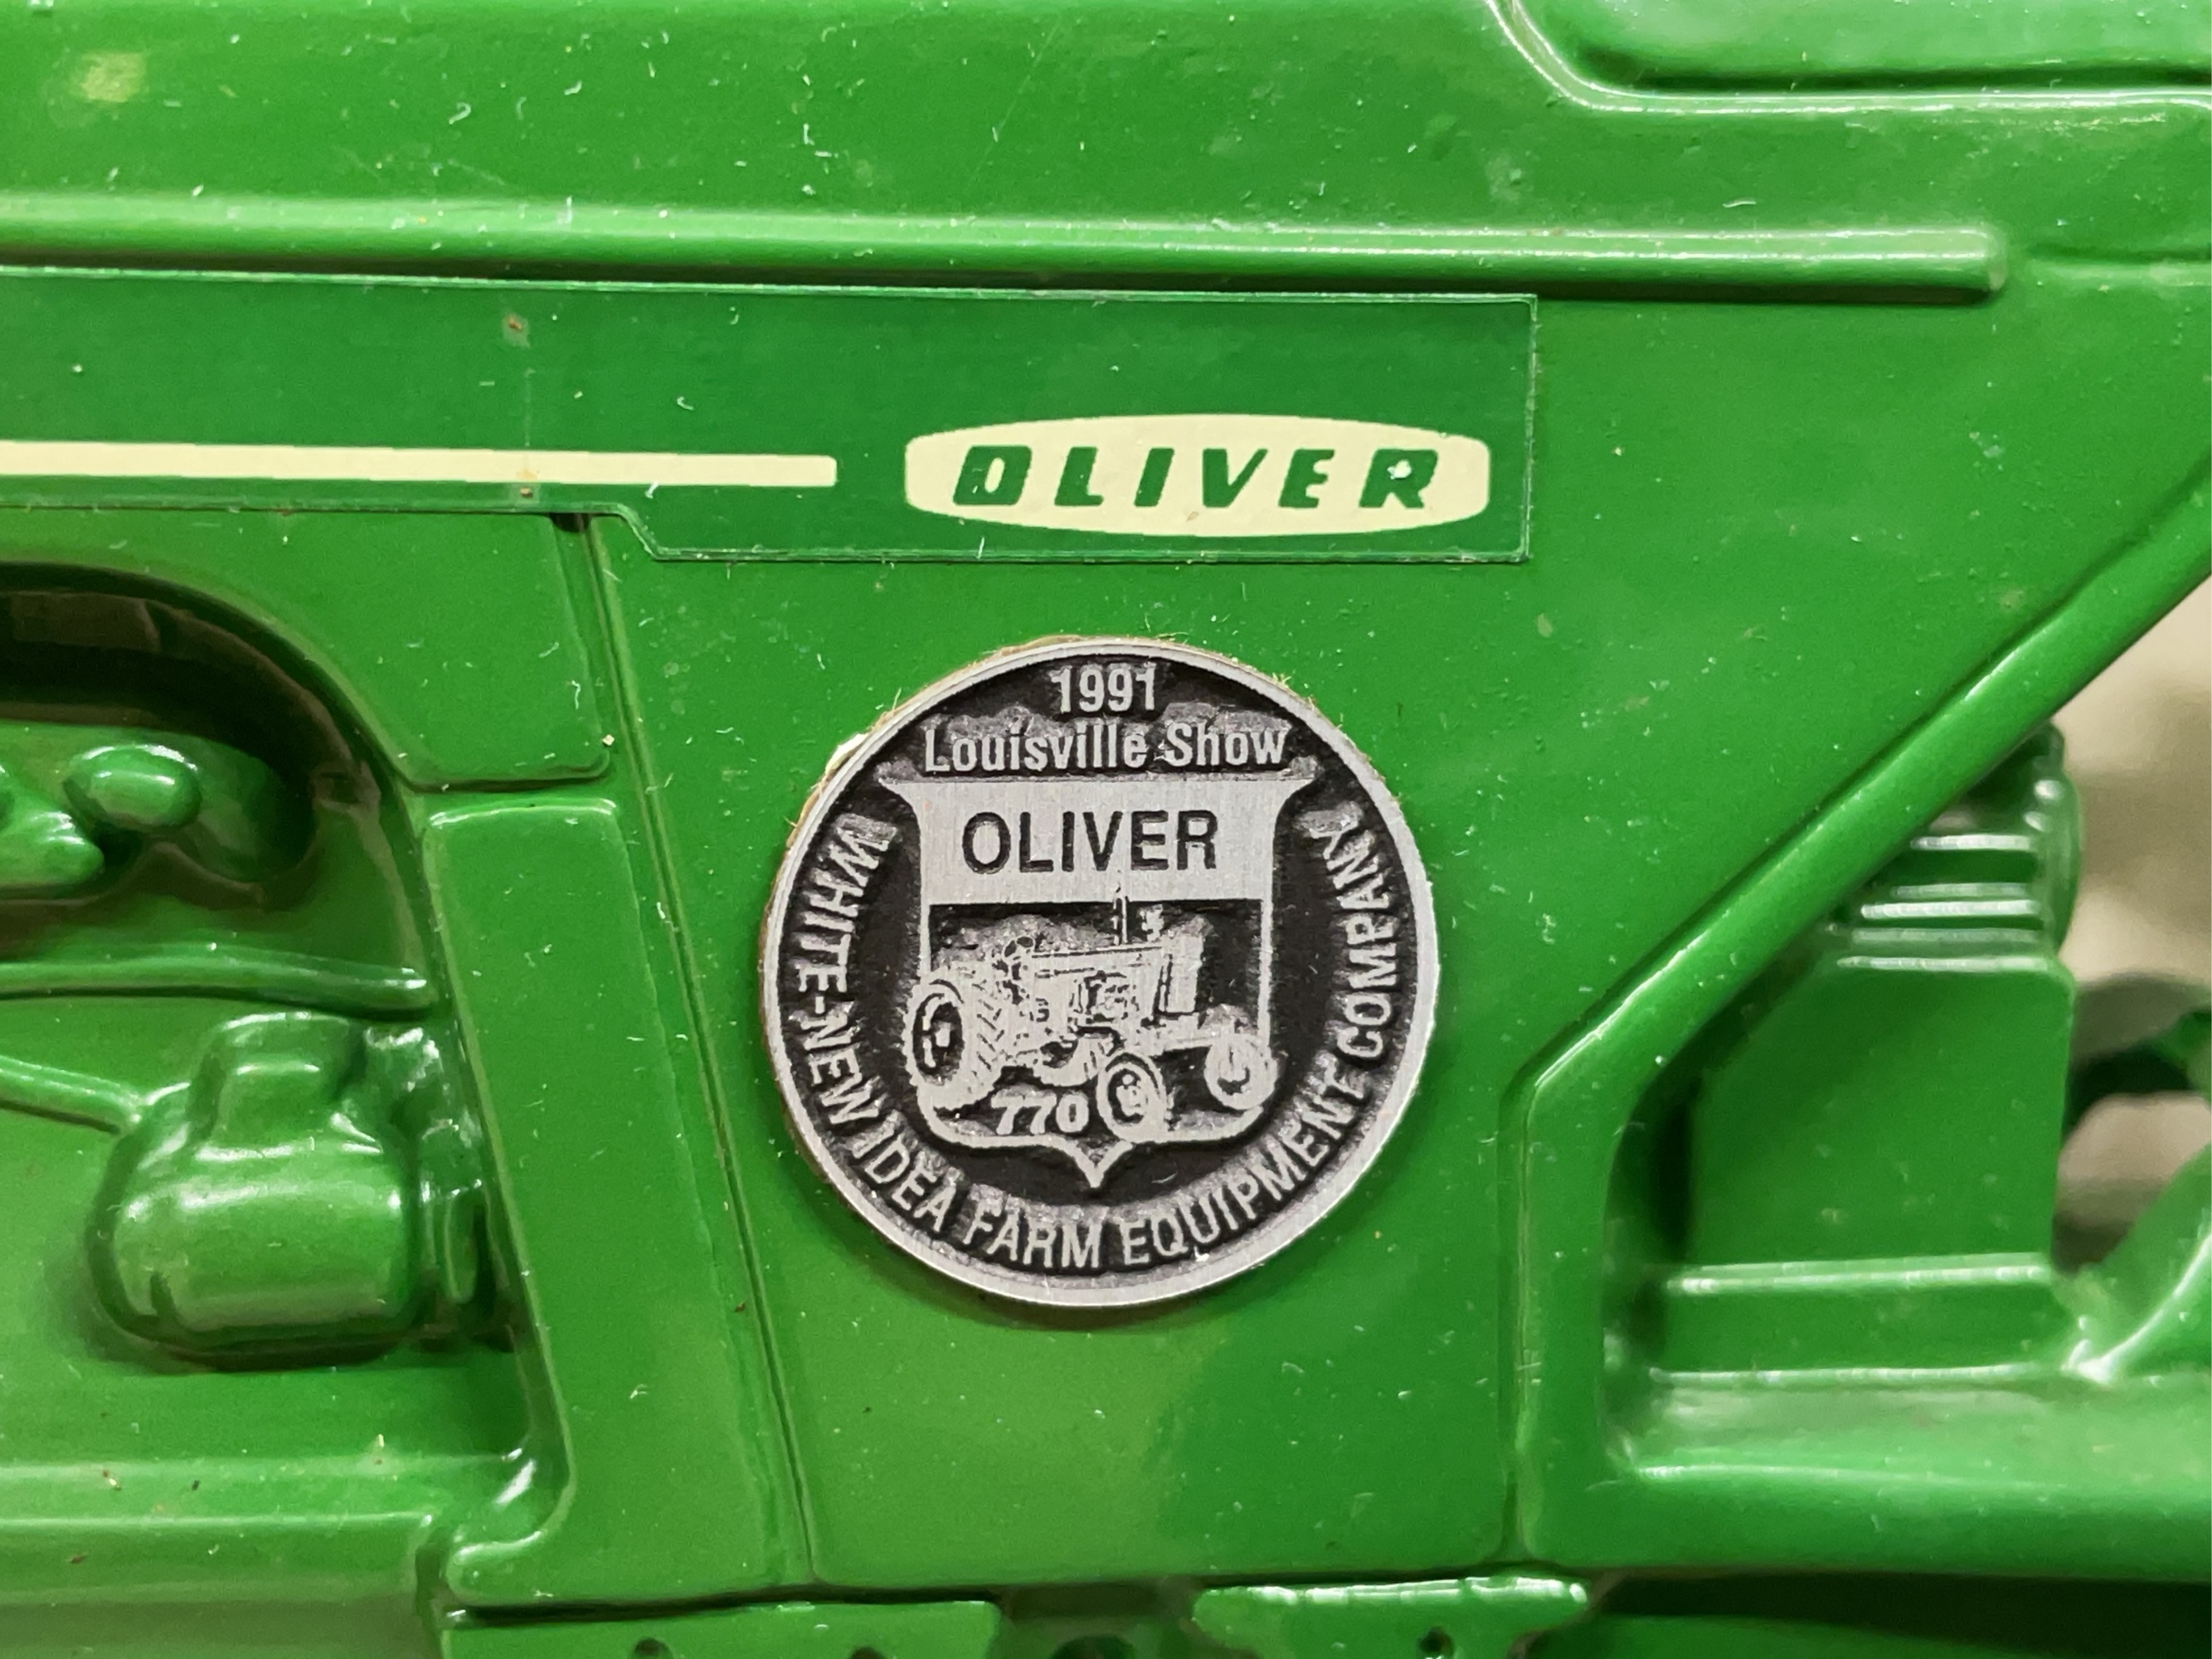 OLIVER
1991
Louisville Show
OLIVER
770
WHITE-NEW IDEA FARM EQUIPMENT COMPANY